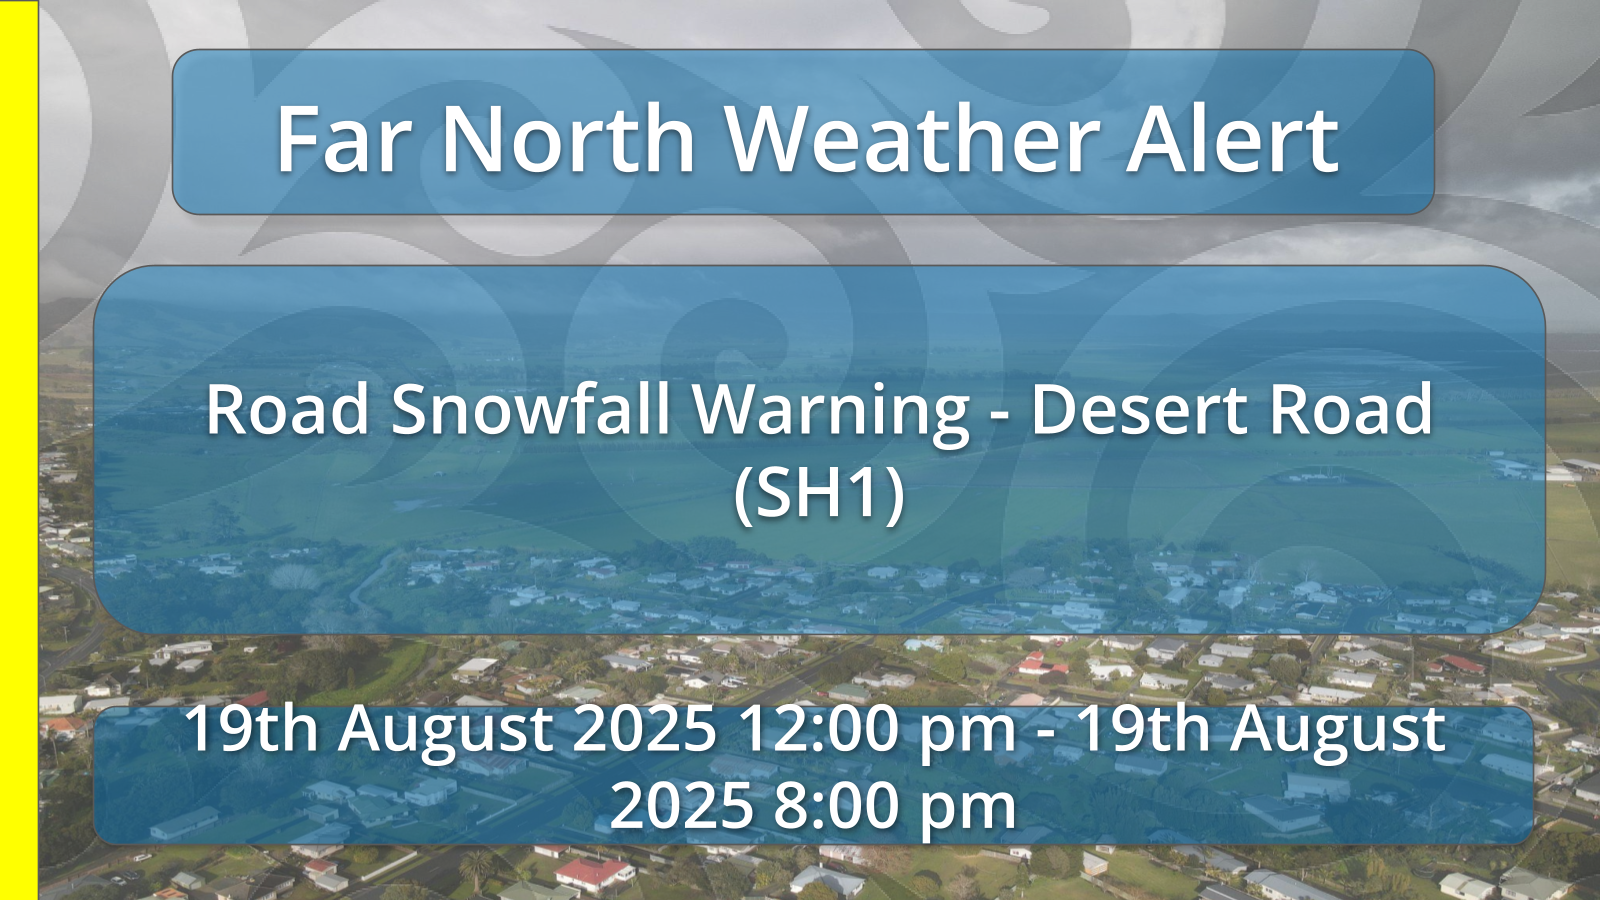 Far North Weather Alert
Road Snowfall Warning - Desert Road
(SH1)
19th August 2025 12:00 pm - 19th August
2025 8:00 pm